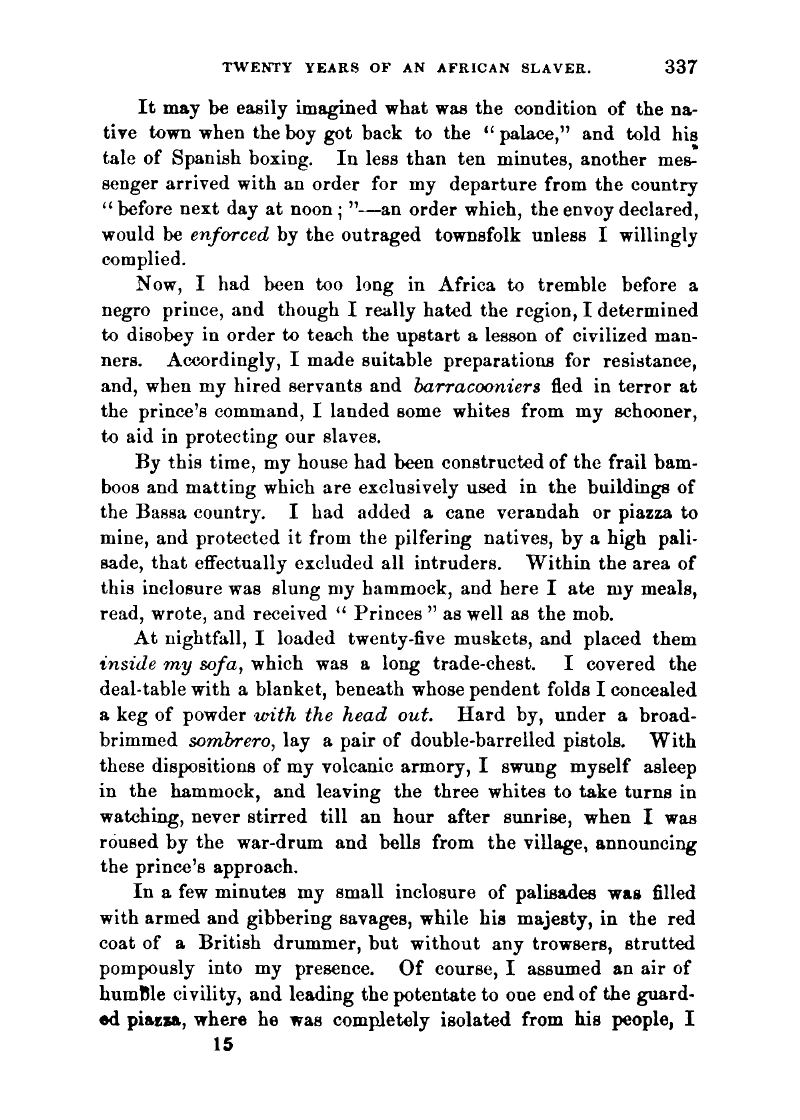 TWENTY YEARS OF AN AFRICAN SLAVER. 337
It may be easily imagined what was the condition of the na-
tive town when the boy got back to the “ palace,” and told his
tale of Spanish boxing. In less than ten minutes, another mes-
senger arrived with an order for my departure from the country
“ before next day at noon ; ”—an order which, the envoy declared,
would be enforced by the outraged townsfolk unless I willingly
complied.
Now, I had been too long in Africa to tremble before a
negro prince, and though I really hated the region, I determined
to disobey in order to teach the upstart a lesson of civilized man-
ners. Accordingly, I made suitable preparations for resistance,
and, when my hired servants and barracooniers fled in terror at
the prince’s command, I landed some whites from my schooner,
to aid in protecting our slaves.
By this time, my house had been constructed of the frail bam-
boos and matting which are exclusively used in the buildings of
the Bassa country. I had added a cane verandah or piazza to
mine, and protected it from the pilfering natives, by a high pali-
sade, that effectually excluded all intruders. Within the area of
this inclosure was slung my hammock, and here I ate my meals,
read, wrote, and received “ Princes ” as well as the mob.
At nightfall, I loaded twenty-five muskets, and placed them
inside my sofa, which was a long trade-chest. I covered the
deal-table with a blanket, beneath whose pendent folds I concealed
a keg of powder with the head out. Hard by, under a broad-
brimmed sombrero, lay a pair of double-barrelled pistols. With
these dispositions of my volcanic armory, I swung myself asleep
in the hammock, and leaving the three whites to take turns in
watching, never stirred till an hour after sunrise, when I was
roused by the war-drum and bells from the village, announcing
the prince’s approach.
In a few minutes my small inclosure of palisades was filled
with armed and gibbering savages, while his majesty, in the red
coat of a British drummer, but without any trowsers, strutted
pompously into my presence. Of course, I assumed an air of
humble civility, and leading the potentate to one end of the guard-
ed piazza, where he was completely isolated from his people, I
15